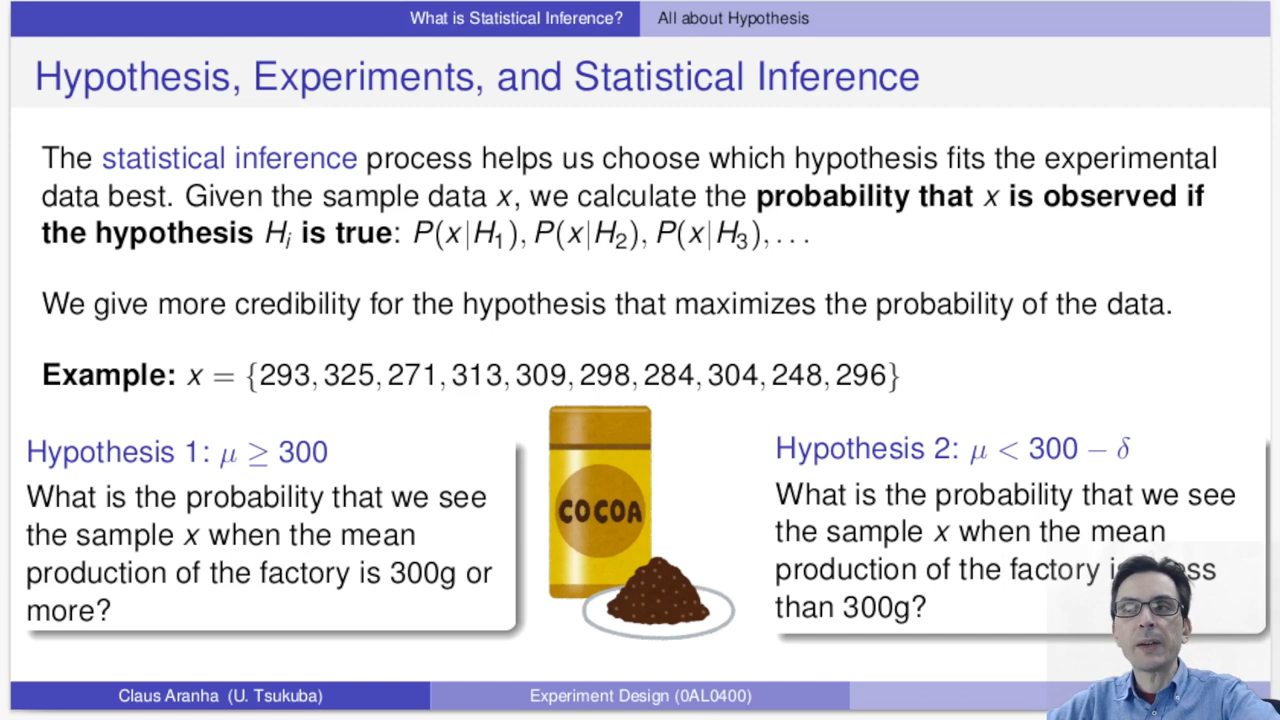 What is Statistical Inference? All about Hypothesis
Hypothesis, Experiments, and Statistical Inference
The statistical inference process helps us choose which hypothesis fits the experimental
data best. Given the sample data x, we calculate the probability that x is observed if
the hypothesis Hᵢ is true: P(x|H₁), P(x|H₂), P(x|H₃), . . .
We give more credibility for the hypothesis that maximizes the probability of the data.
Example: x = {293, 325, 271, 313, 309, 298, 284, 304, 248, 296}
Hypothesis 1: μ ≥ 300
What is the probability that we see
the sample x when the mean
production of the factory is 300g or
more?
COCOA
Hypothesis 2: μ < 300 − δ
What is the probability that we see
the sample x when the mean
production of the factory
than 300g?
Claus Aranha (U. Tsukuba)
Experiment Design (0AL0400)